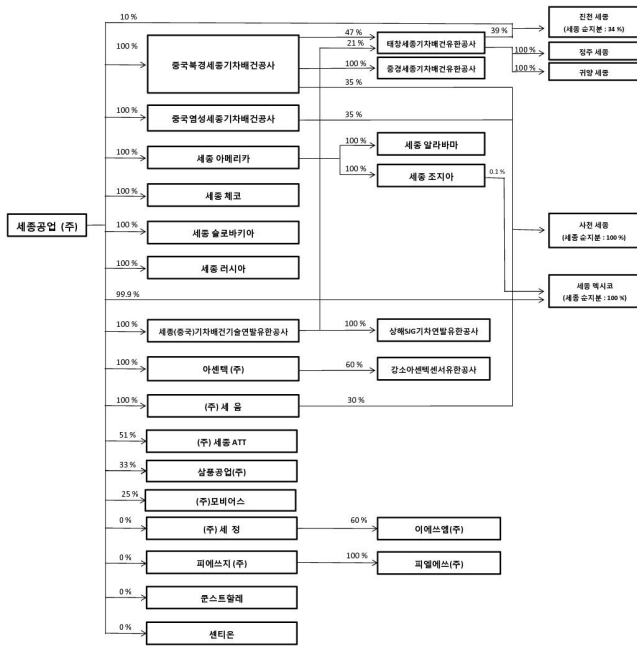 10 %
47 %
39 %
진천 세종
(세종 순지분 : 34 %)
100 %
중국북경세종기차배건공사
21 %
태창세종기차배건유한공사
100 %
정주 세종
100 %
중경세종기차배건유한공사
100 %
귀양 세종
35 %
100 %
중국염성세종기차배건공사
35 %
100 %
세종 아메리카
100 %
세종 알라바마
100 %
세종 조지아
0.1 %
100 %
세종 체코
세종공업 (주)
100 %
세종 슬로바키아
사천 세종
(세종 순지분 : 100 %)
100 %
세종 러시아
99.9 %
세종 멕시코
(세종 순지분 : 100 %)
100 %
세종(중국)기차배건기술연발유한공사
100 %
상해SJG기차연발유한공사
100 %
아센텍 (주)
60 %
강소아센텍센서유한공사
100 %
(주) 세 움
30 %
51 %
(주) 세종 ATT
33 %
삼풍공업(주)
25 %
(주)모비어스
0 %
(주) 세 정
60 %
이에쓰엠(주)
0 %
피에쓰지 (주)
100 %
피엘에쓰(주)
0 %
쿤스트할레
0 %
센티온